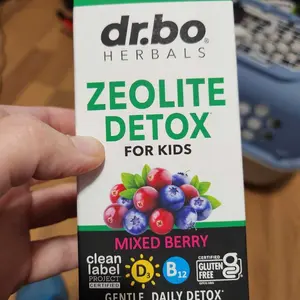 dr.bo
HERBALS
ZEOLITE
DETOX
FOR KIDS
MIXED BERRY
clean
label
PROJECT
CERTIFIED
D3
B12
CERTIFIED
GLUTEN
FREE
GENTLE DAILY DETOX*